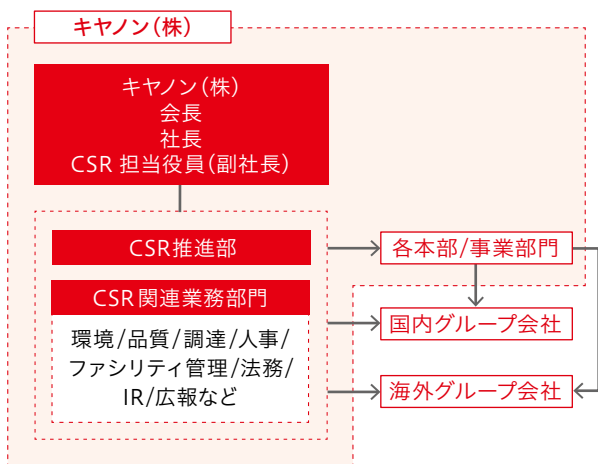 キヤノン（株）
キヤノン（株）
会長
社長
CSR 担当役員（副社長）
CSR推進部
各本部/事業部門
CSR関連業務部門
環境/品質/調達/人事/
ファシリティ管理/法務/
IR/広報など
国内グループ会社
海外グループ会社